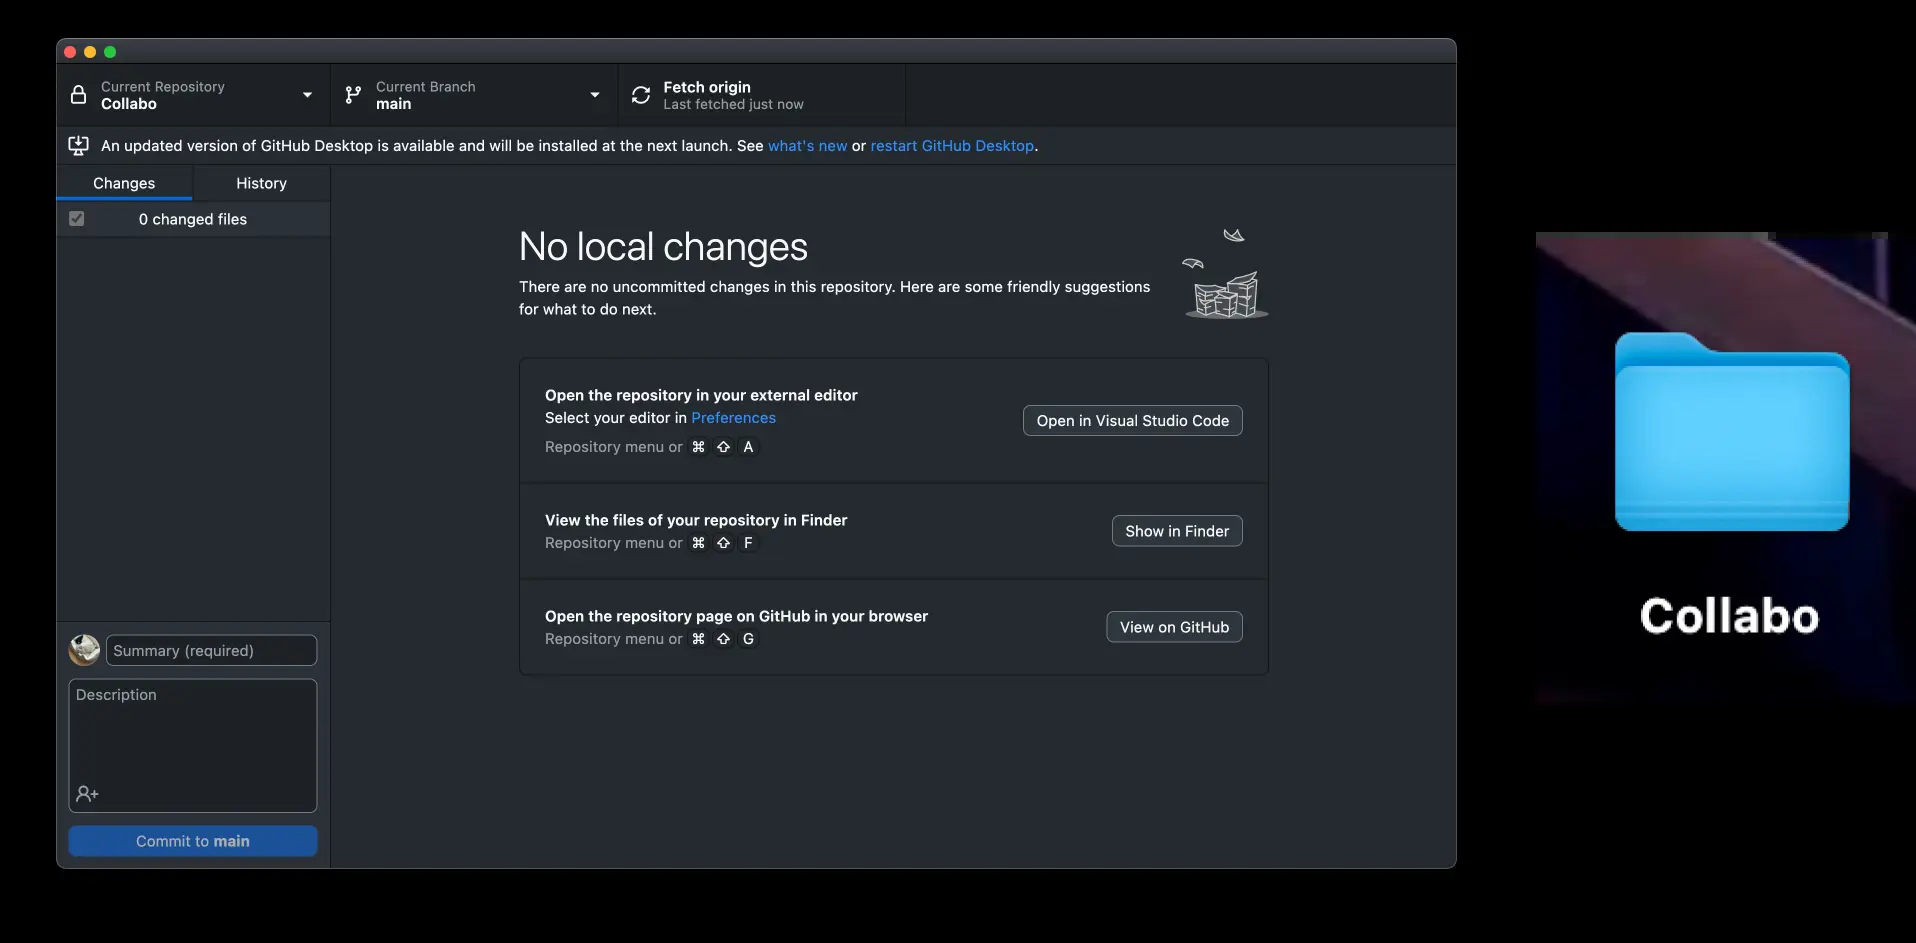 Current Repository
Collabo
Current Branch
main
Fetch origin
Last fetched just now
An updated version of GitHub Desktop is available and will be installed at the next launch. See what's new or restart GitHub Desktop.
Changes
History
0 changed files
No local changes
There are no uncommitted changes in this repository. Here are some friendly suggestions
for what to do next.
Open the repository in your external editor
Select your editor in Preferences
Repository menu or ⌘ ⇧ A
Open in Visual Studio Code
View the files of your repository in Finder
Repository menu or ⌘ ⇧ F
Show in Finder
Open the repository page on GitHub in your browser
Repository menu or ⌘ ⇧ G
View on GitHub
Summary (required)
Description
Commit to main
Collabo